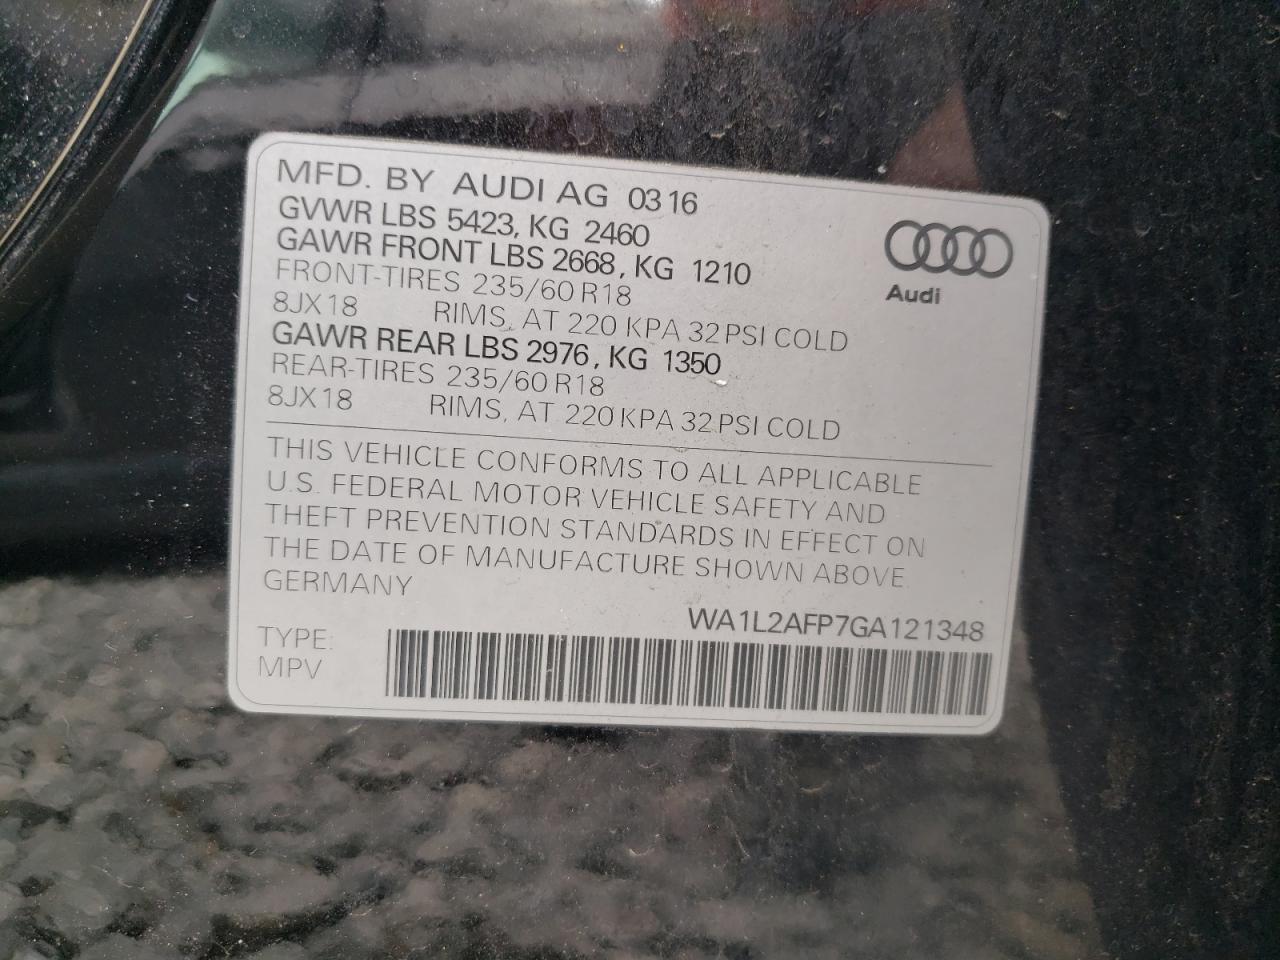 MFD. BY AUDI AG 0316
GVWR LBS 5423, KG 2460
GAWR FRONT LBS 2668, KG 1210
FRONT-TIRES 235/60 R18
8JX18 RIMS, AT 220 KPA 32 PSI COLD
GAWR REAR LBS 2976, KG 1350
REAR-TIRES 235/60 R18
8JX18 RIMS, AT 220 KPA 32 PSI COLD
Audi
THIS VEHICLE CONFORMS TO ALL APPLICABLE
U.S. FEDERAL MOTOR VEHICLE SAFETY AND
THEFT PREVENTION STANDARDS IN EFFECT ON
THE DATE OF MANUFACTURE SHOWN ABOVE.
GERMANY
WA1L2AFP7GA121348
TYPE:
MPV